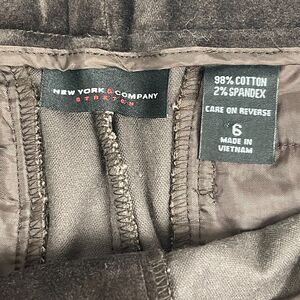 NEW YORK & COMPANY
STRETCH
98% COTTON
2% SPANDEX
CARE ON REVERSE
6
MADE IN
VIETNAM